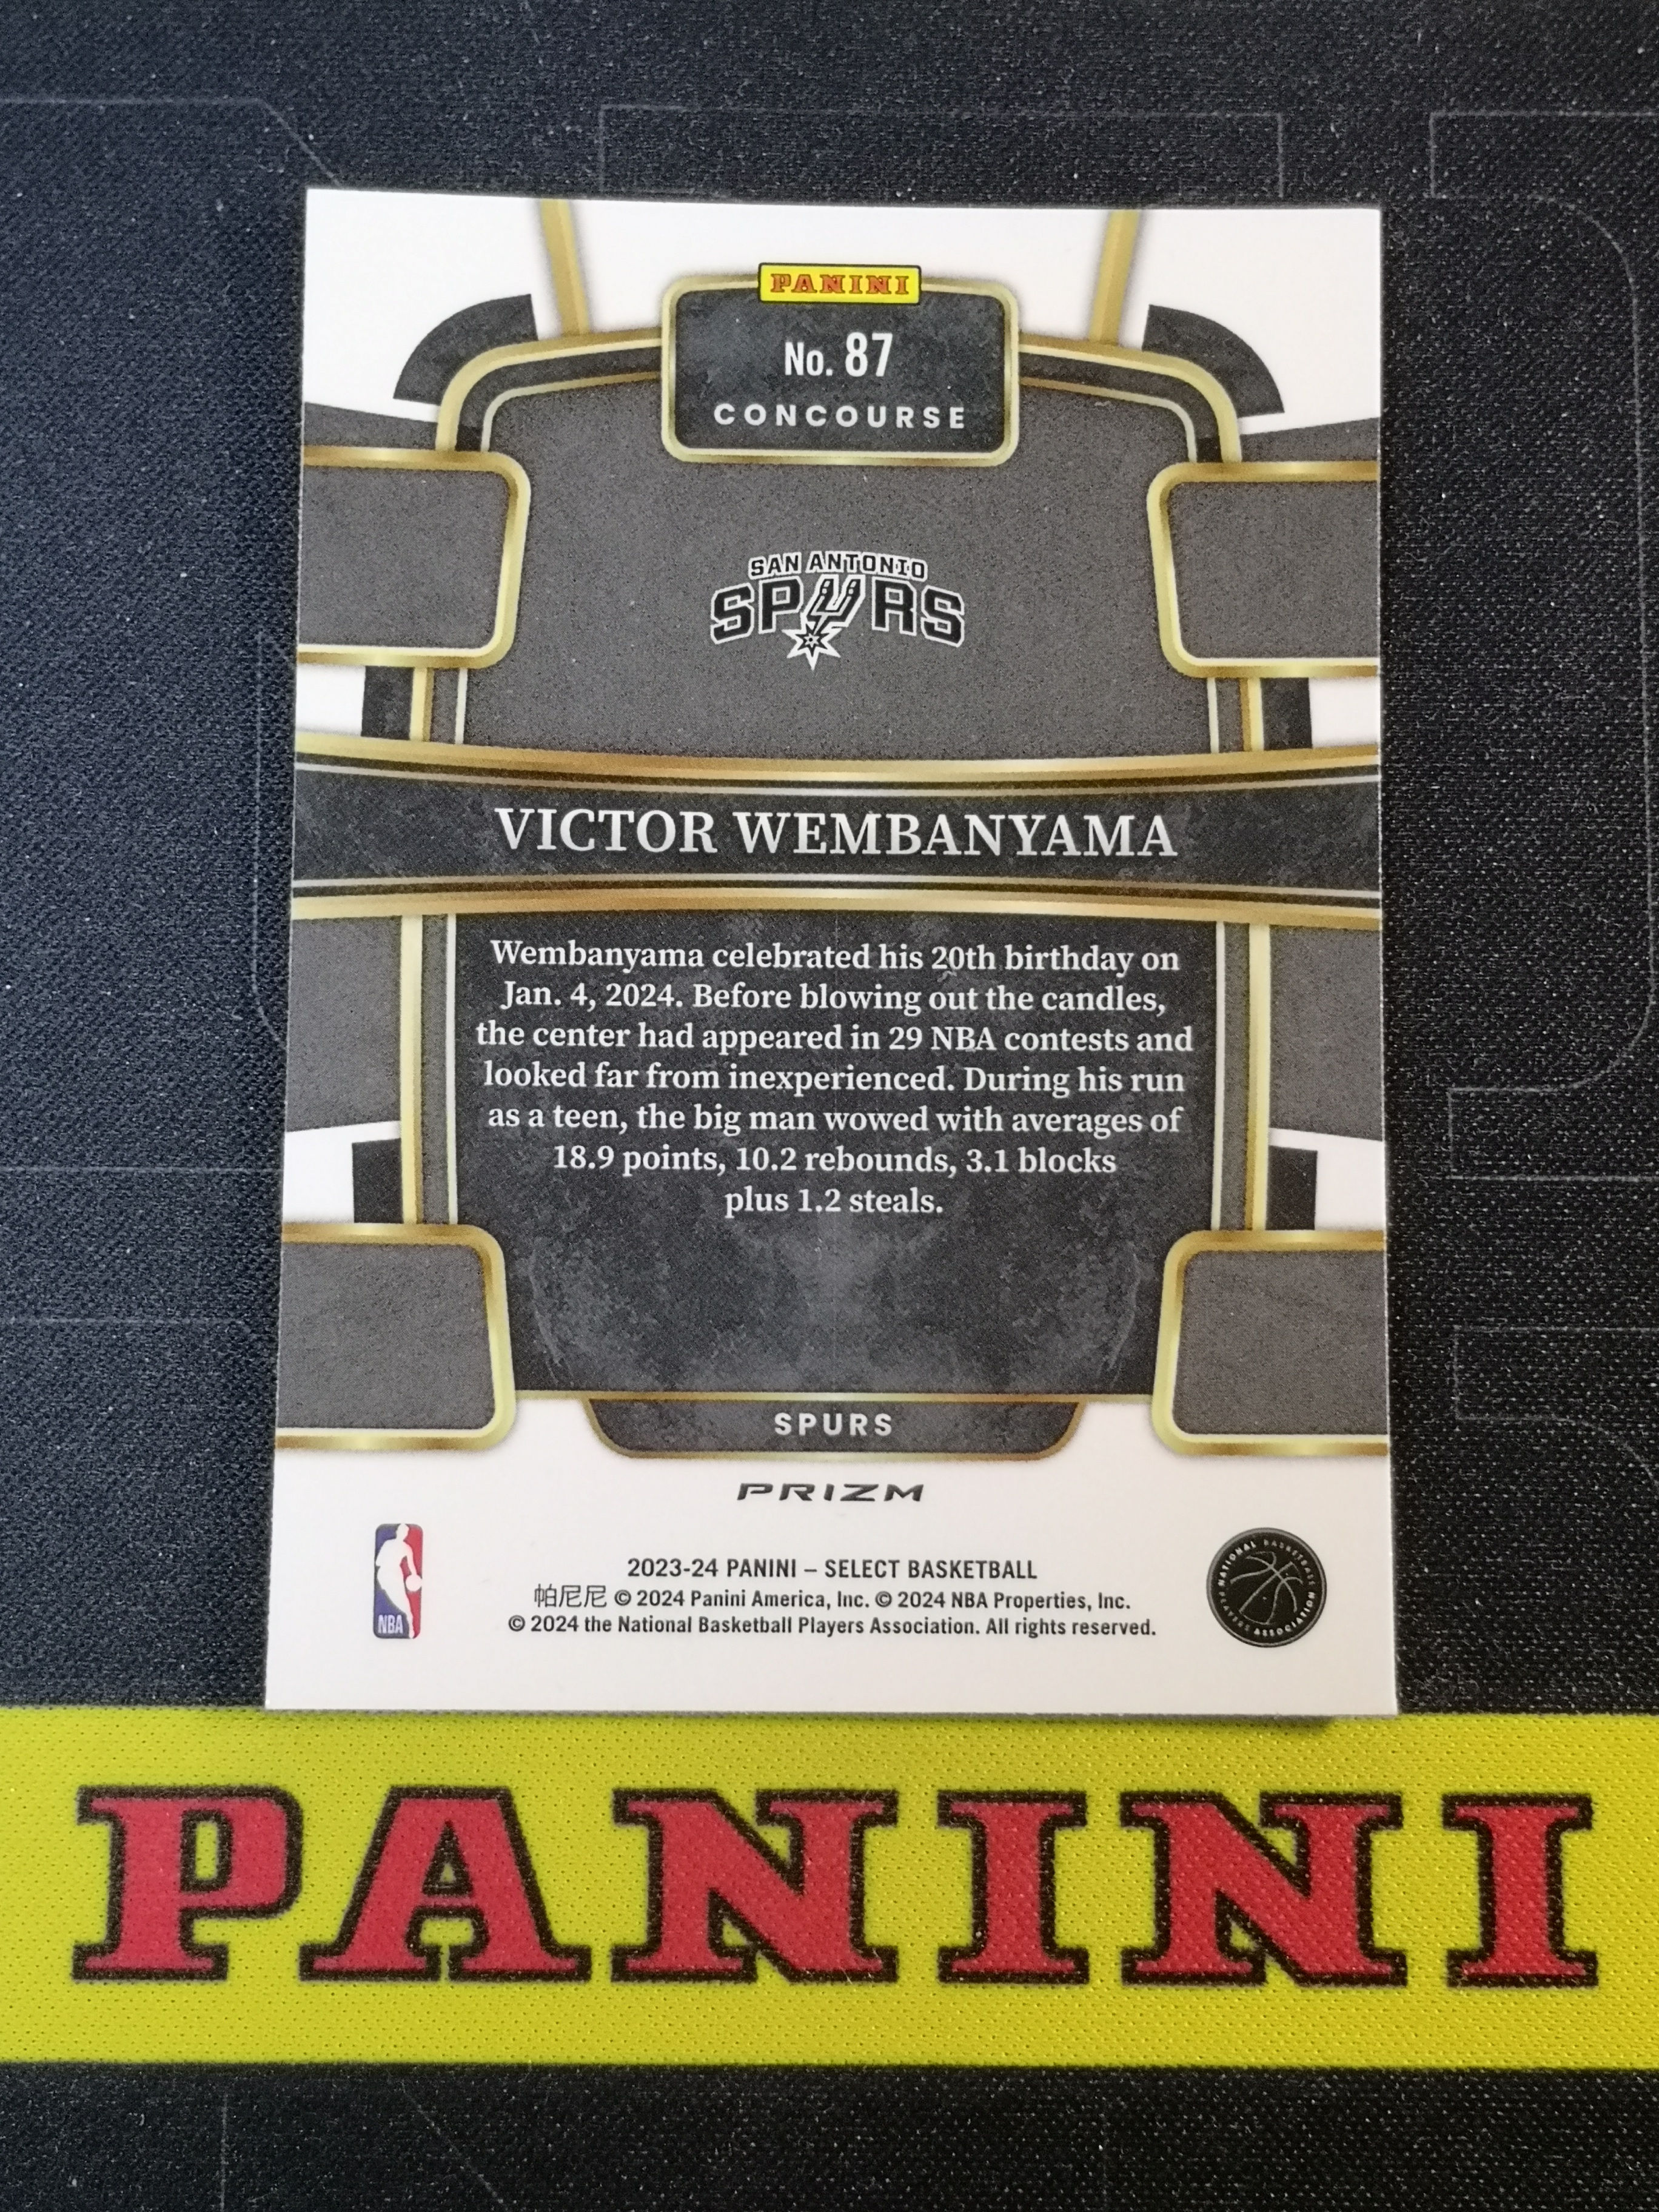 PANINI
No. 87
CONCOURSE
SAN ANTONIO
SPURS
VICTOR WEMBANYAMA
Wembanyama celebrated his 20th birthday on
Jan. 4, 2024. Before blowing out the candles,
the center had appeared in 29 NBA contests and
looked far from inexperienced. During his run
as a teen, the big man wowed with averages of
18.9 points, 10.2 rebounds, 3.1 blocks
plus 1.2 steals.
SPURS
PRIZM
NBA
2023-24 PANINI – SELECT BASKETBALL
帕尼尼 © 2024 Panini America, Inc. © 2024 NBA Properties, Inc.
© 2024 the National Basketball Players Association. All rights reserved.
NATIONAL BASKETBALL
PLAYERS ASSOCIATION
PANINI